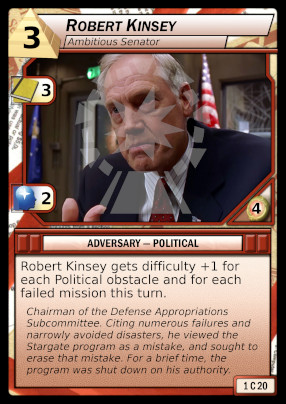 3
ROBERT KINSEY
Ambitious Senator
3
2
4
ADVERSARY — POLITICAL
Robert Kinsey gets difficulty +1 for
each Political obstacle and for each
failed mission this turn.
Chairman of the Defense Appropriations
Subcommittee. Citing numerous failures and
narrowly avoided disasters, he viewed the
Stargate program as a mistake, and sought to
erase that mistake. For a brief time, the
program was shut down on his authority.
1 C 20